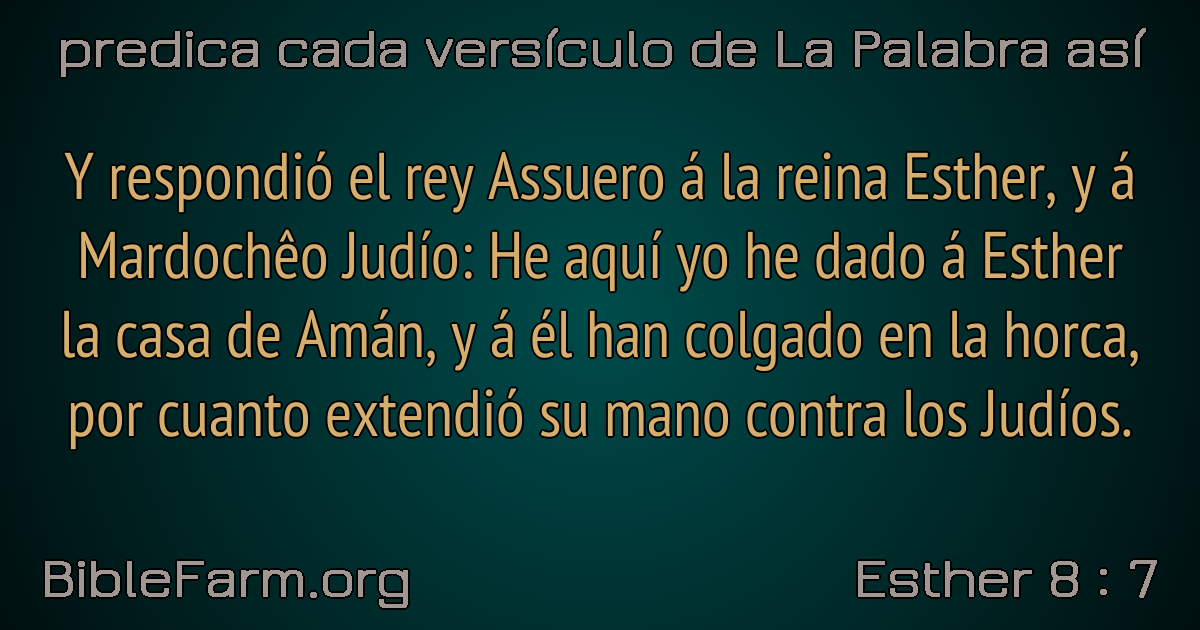 predica cada versículo de La Palabra así
Y respondió el rey Assuero á la reina Esther, y á
Mardochêo Judío: He aquí yo he dado á Esther
la casa de Amán, y á él han colgado en la horca,
por cuanto extendió su mano contra los Judíos.
BibleFarm.org
Esther 8 : 7